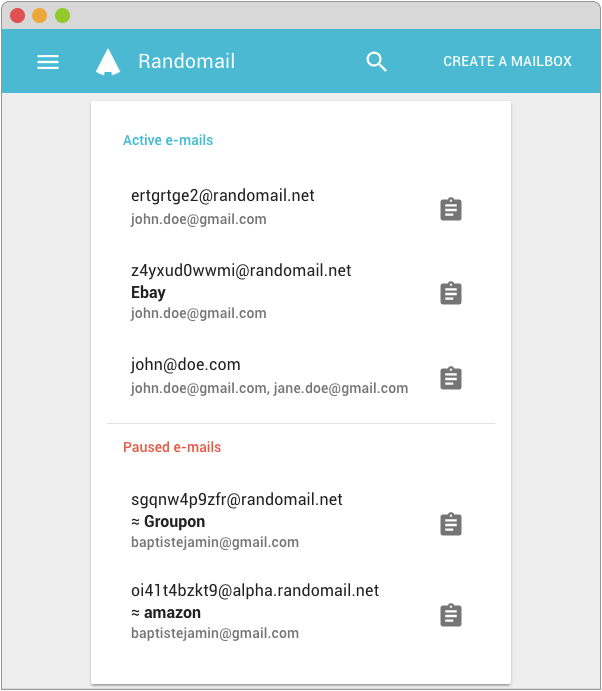 Randomail
CREATE A MAILBOX
Active e-mails
ertgrtge2@randomail.net
john.doe@gmail.com
z4yxud0wwmi@randomail.net
Ebay
john.doe@gmail.com
john@doe.com
john.doe@gmail.com, jane.doe@gmail.com
Paused e-mails
sgqnw4p9zfr@randomail.net
≈ Groupon
baptistejamin@gmail.com
oi41t4bzkt9@alpha.randomail.net
≈ amazon
baptistejamin@gmail.com